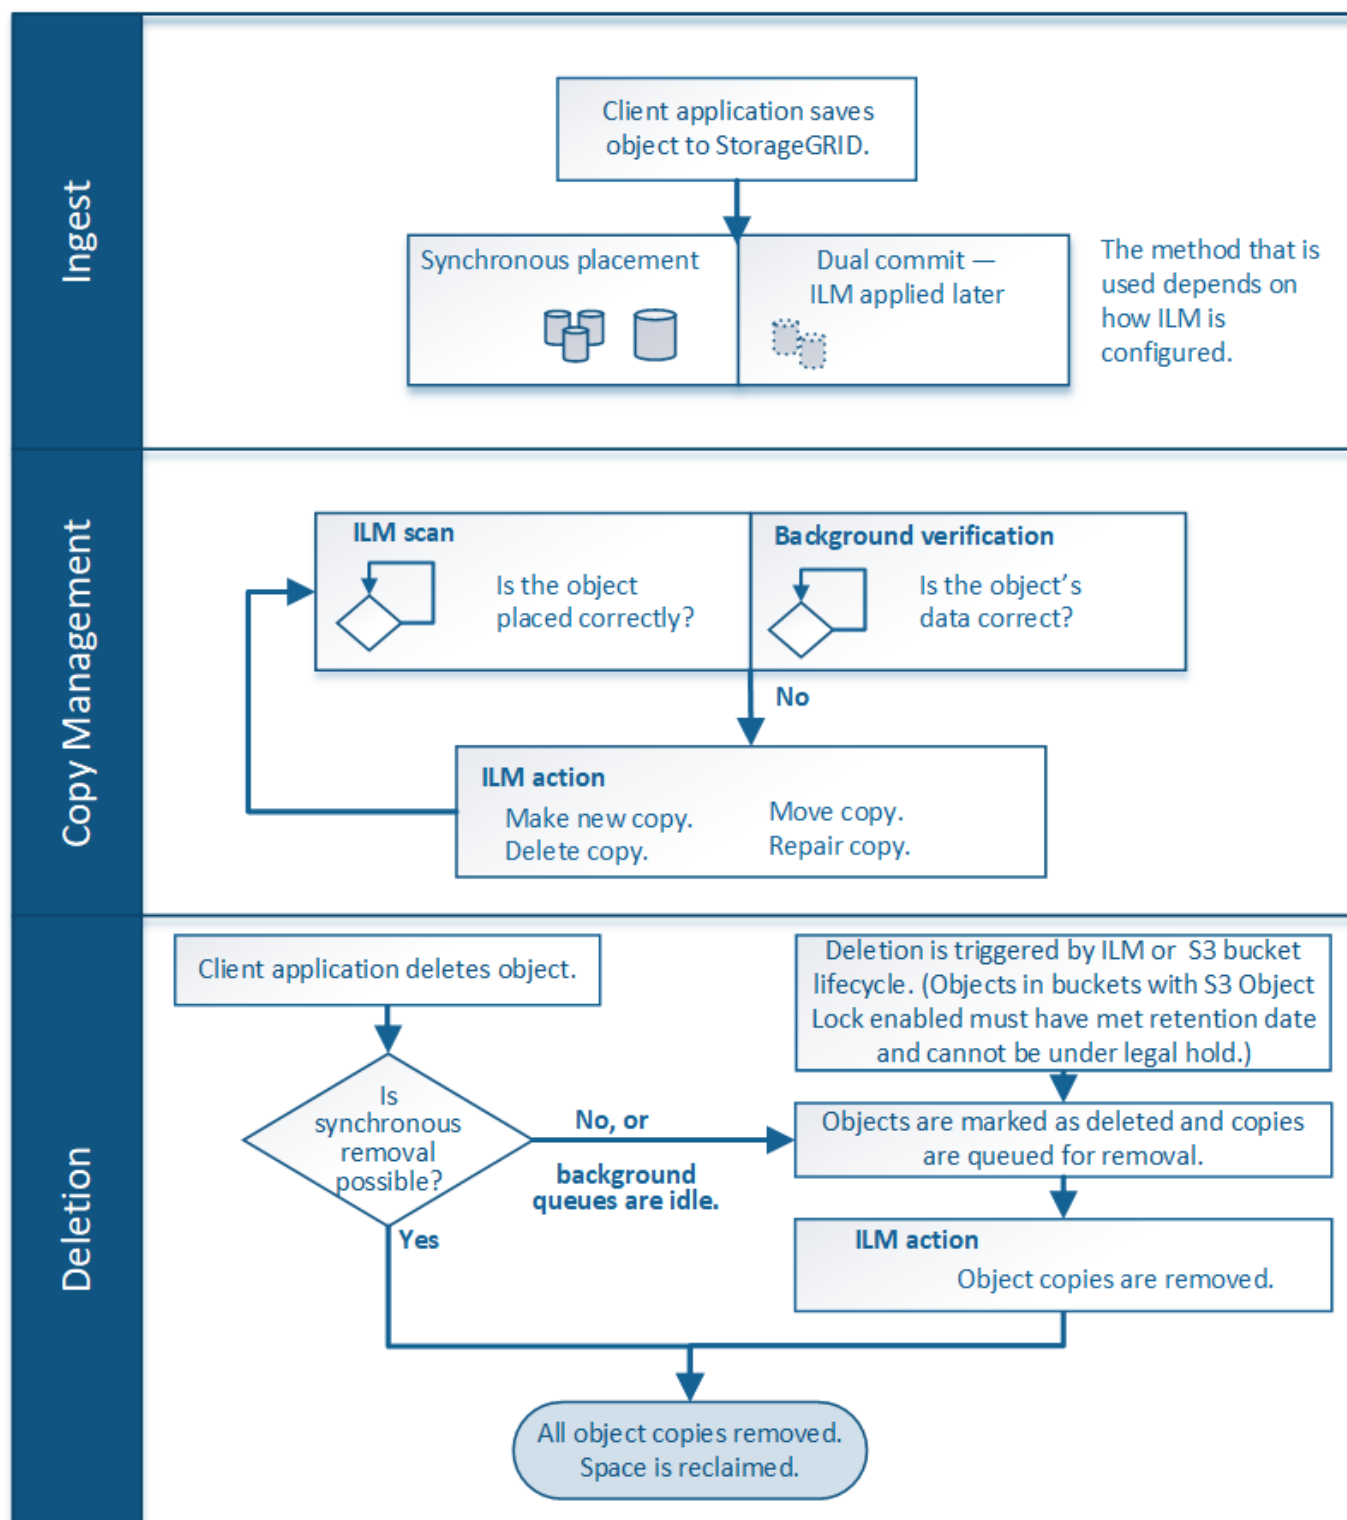 Ingest
Client application saves
object to StorageGRID.
Synchronous placement
Dual commit —
ILM applied later
The method that is
used depends on
how ILM is
configured.
Copy Management
ILM scan
Is the object
placed correctly?
Background verification
Is the object's
data correct?
No
ILM action
Make new copy.
Delete copy.
Move copy.
Repair copy.
Deletion
Client application deletes object.
Is
synchronous
removal
possible?
No, or
background
queues are idle.
Yes
Deletion is triggered by ILM or S3 bucket
lifecycle. (Objects in buckets with S3 Object
Lock enabled must have met retention date
and cannot be under legal hold.)
Objects are marked as deleted and copies
are queued for removal.
ILM action
Object copies are removed.
All object copies removed.
Space is reclaimed.